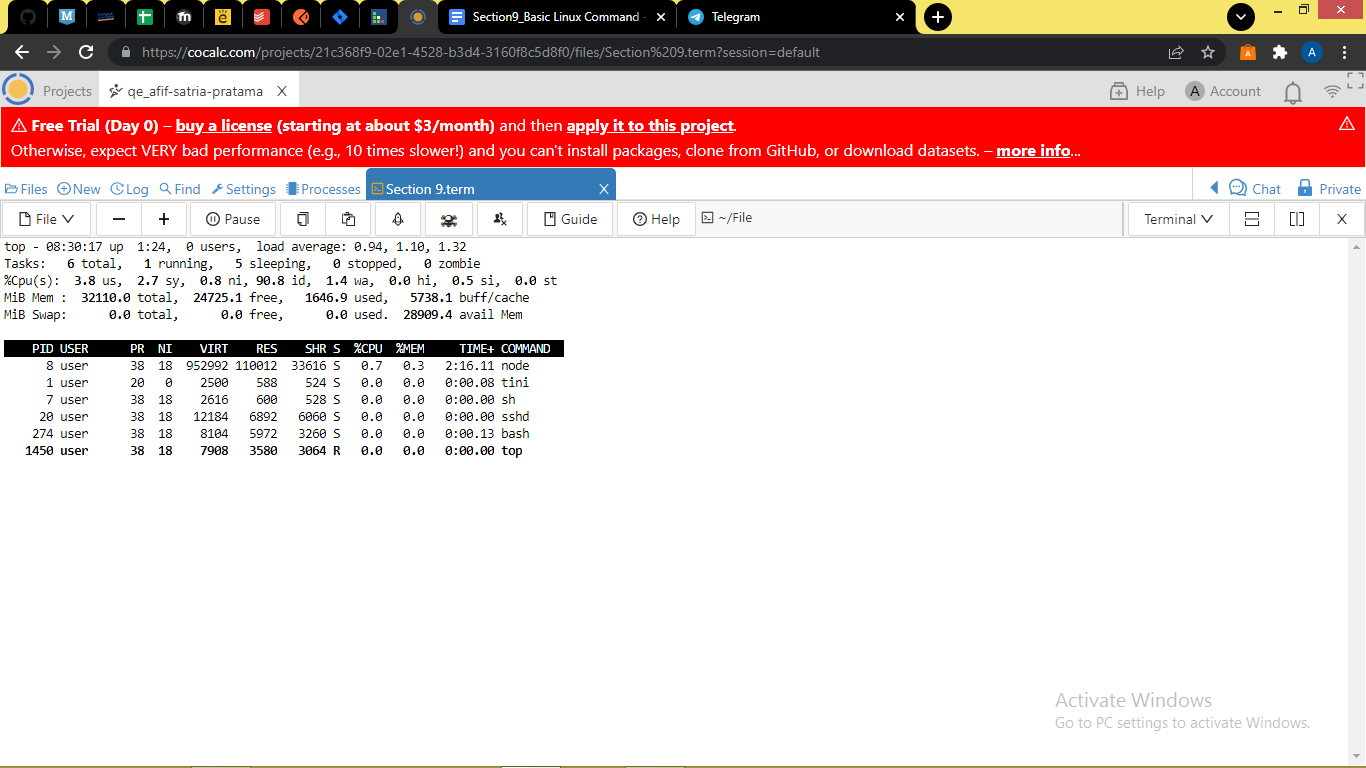 Section9_Basic Linux Command -
Telegram
https://cocalc.com/projects/21c368f9-02e1-4528-b3d4-3160f8c5d8f0/files/Section%209.term?session=default
A
Projects
qe_afif-satria-pratama
Help
A Account
Free Trial (Day 0) – buy a license (starting at about $3/month) and then apply it to this project.
Otherwise, expect VERY bad performance (e.g., 10 times slower!) and you can't install packages, clone from GitHub, or download datasets. – more info...
Files New Log Find Settings Processes Section 9.term X Chat Private
File Pause Guide Help ~/File Terminal
top - 08:30:17 up  1:24,  0 users,  load average: 0.94, 1.10, 1.32
Tasks:   6 total,   1 running,   5 sleeping,   0 stopped,   0 zombie
%Cpu(s):  3.8 us,  2.7 sy,  0.8 ni, 90.8 id,  1.4 wa,  0.0 hi,  0.5 si,  0.0 st
MiB Mem :  32110.0 total,  24725.1 free,   1646.9 used,   5738.1 buff/cache
MiB Swap:      0.0 total,      0.0 free,      0.0 used.  28909.4 avail Mem
PID USER      PR  NI    VIRT    RES    SHR S  %CPU  %MEM     TIME+ COMMAND
8 user      38  18  952992 110012  33616 S   0.7   0.3   2:16.11 node
1 user      20   0    2500    588    524 S   0.0   0.0   0:00.08 tini
7 user      38  18    2616    600    528 S   0.0   0.0   0:00.00 sh
20 user      38  18   12184   6892   6060 S   0.0   0.0   0:00.00 sshd
274 user      38  18    8104   5972   3260 S   0.0   0.0   0:00.13 bash
1450 user      38  18    7908   3580   3064 R   0.0   0.0   0:00.00 top
Activate Windows
Go to PC settings to activate Windows.